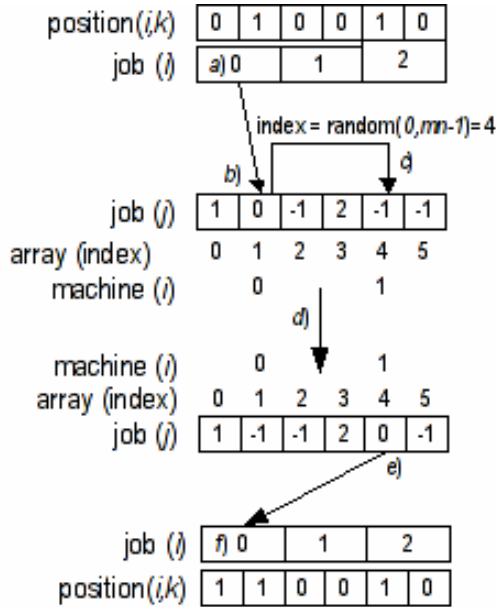 position(i,k) 0 1 0 0 1 0
job (i) a) 0 1 2
index = random(0,mn-1)=4
b) c)
job (j) 1 0 -1 2 -1 -1
array (index) 0 1 2 3 4 5
machine (i) 0 1
d)
machine (i) 0 1
array (index) 0 1 2 3 4 5
job (j) 1 -1 -1 2 0 -1
e)
job (i) f) 0 1 2
position(i,k) 1 1 0 0 1 0